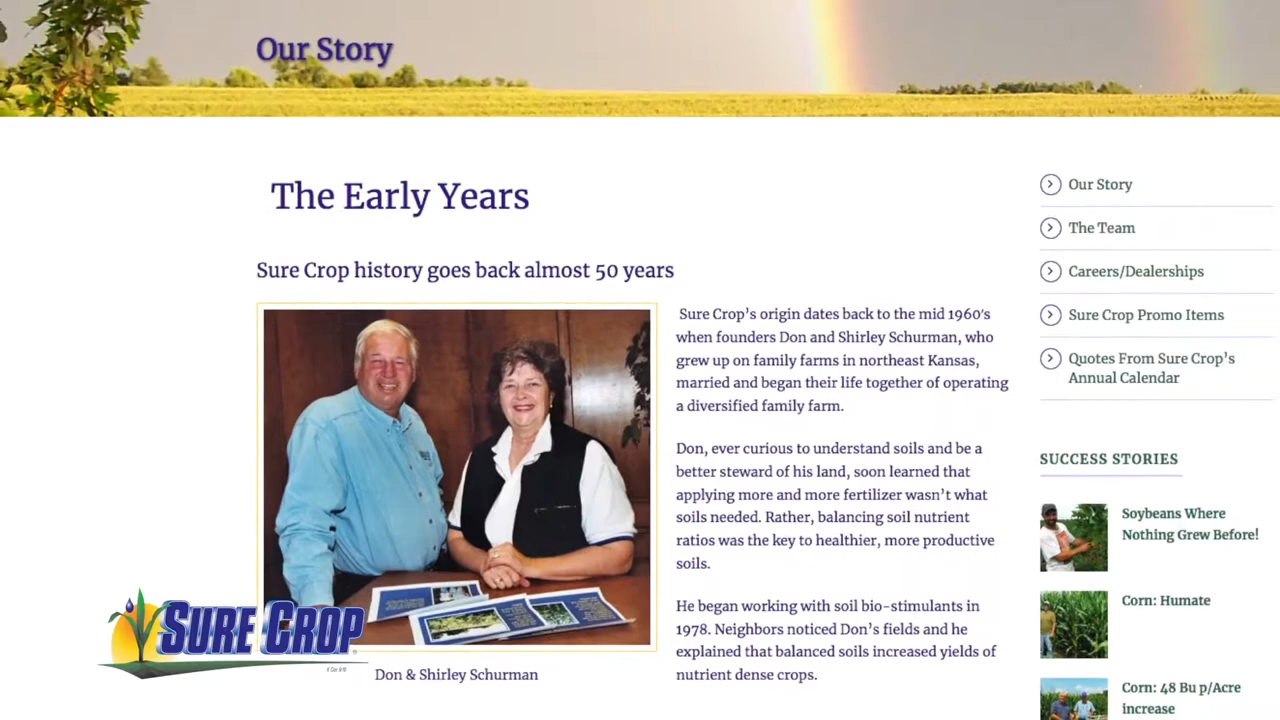 Our Story
The Early Years
Sure Crop history goes back almost 50 years
Sure Crop's origin dates back to the mid 1960's
when founders Don and Shirley Schurman, who
grew up on family farms in northeast Kansas,
married and began their life together of operating
a diversified family farm.
Don, ever curious to understand soils and be a
better steward of his land, soon learned that
applying more and more fertilizer wasn't what
soils needed. Rather, balancing soil nutrient
ratios was the key to healthier, more productive
soils.
He began working with soil bio-stimulants in
1978. Neighbors noticed Don's fields and he
explained that balanced soils increased yields of
nutrient dense crops.
Don & Shirley Schurman
SURE CROP
Our Story
The Team
Careers/Dealerships
Sure Crop Promo Items
Quotes From Sure Crop's
Annual Calendar
SUCCESS STORIES
Soybeans Where
Nothing Grew Before!
Corn: Humate
Corn: 48 Bu p/Acre
increase